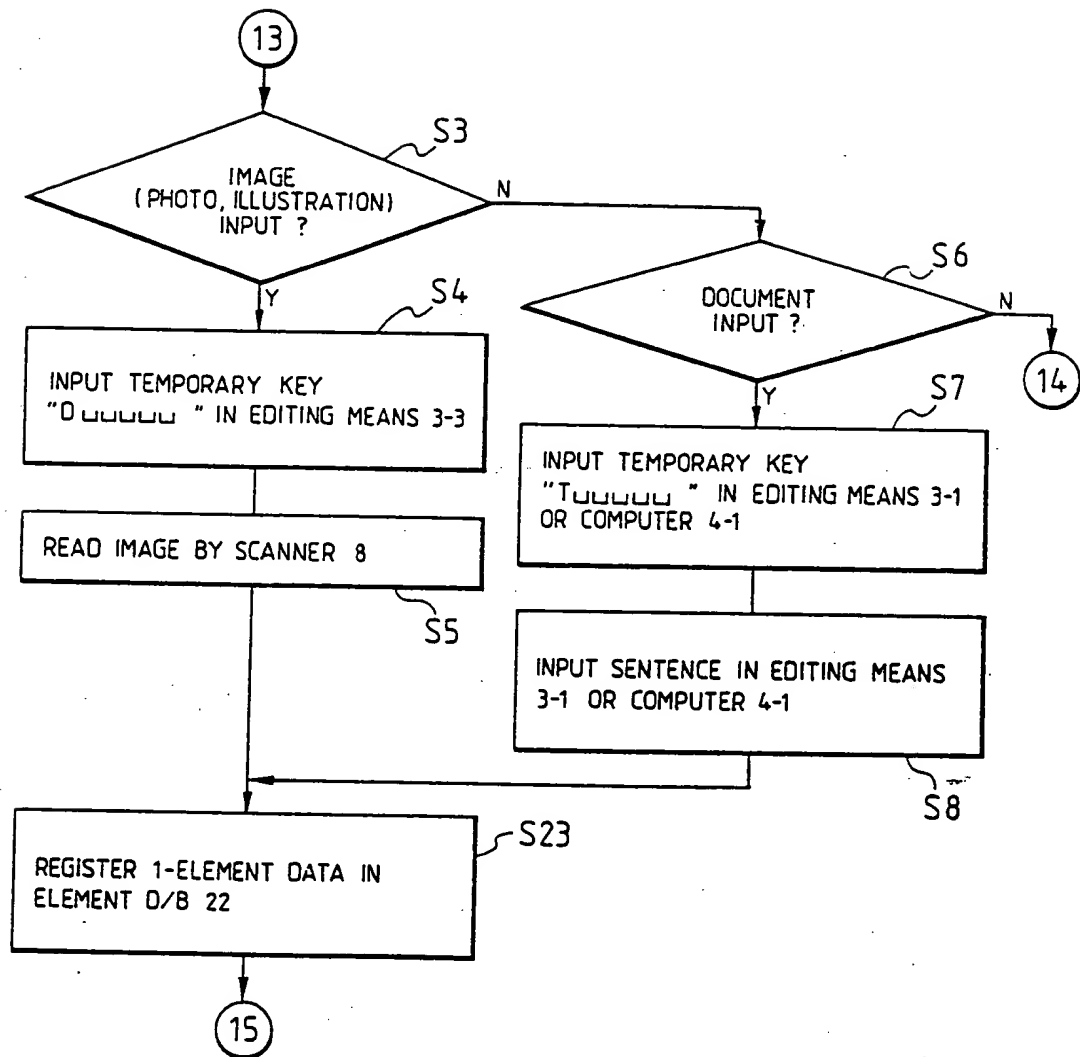 13
S3
IMAGE
(PHOTO, ILLUSTRATION)
INPUT ?
N
Y
S6
DOCUMENT
INPUT ?
N
14
Y
S4
INPUT TEMPORARY KEY
"D␣␣␣␣␣ " IN EDITING MEANS 3-3
S7
INPUT TEMPORARY KEY
"T␣␣␣␣␣ " IN EDITING MEANS 3-1
OR COMPUTER 4-1
READ IMAGE BY SCANNER 8
S5
INPUT SENTENCE IN EDITING MEANS
3-1 OR COMPUTER 4-1
S8
S23
REGISTER 1-ELEMENT DATA IN
ELEMENT D/B 22
15